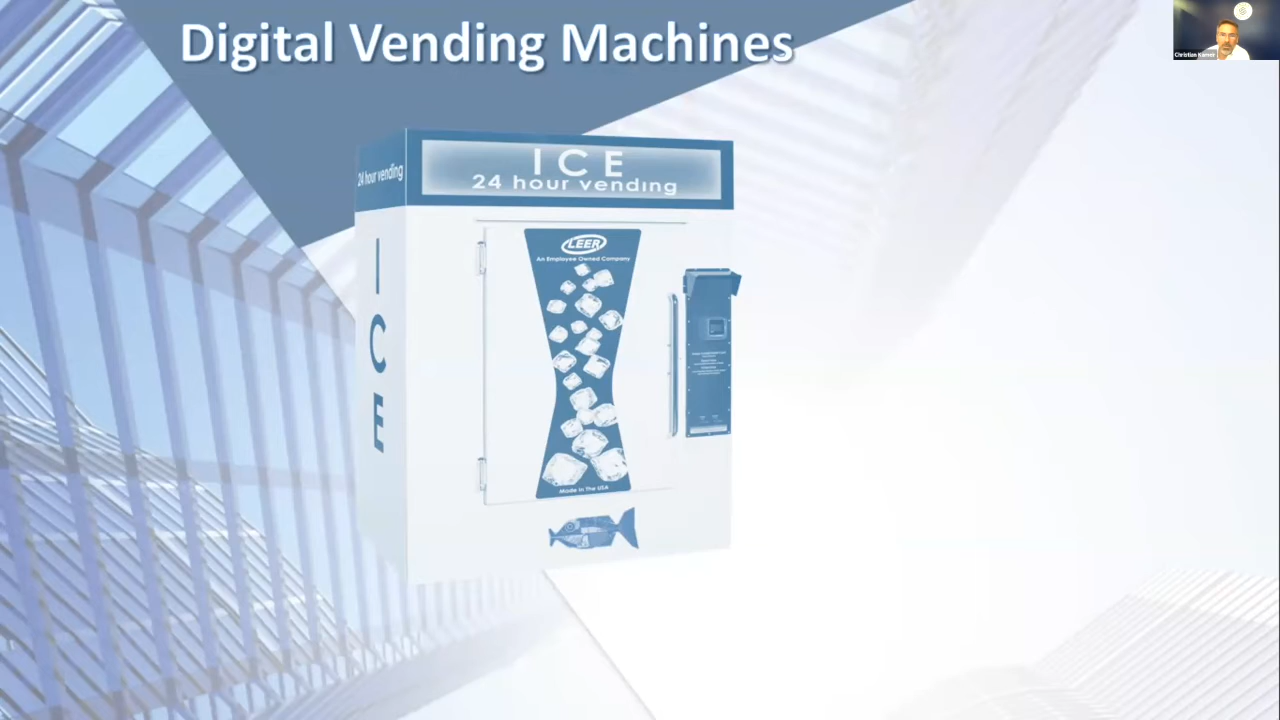 Digital Vending Machines
ICE
24 hour vending
24 hour vending
ICE
LEER
An Employee Owned Company
Made In The USA